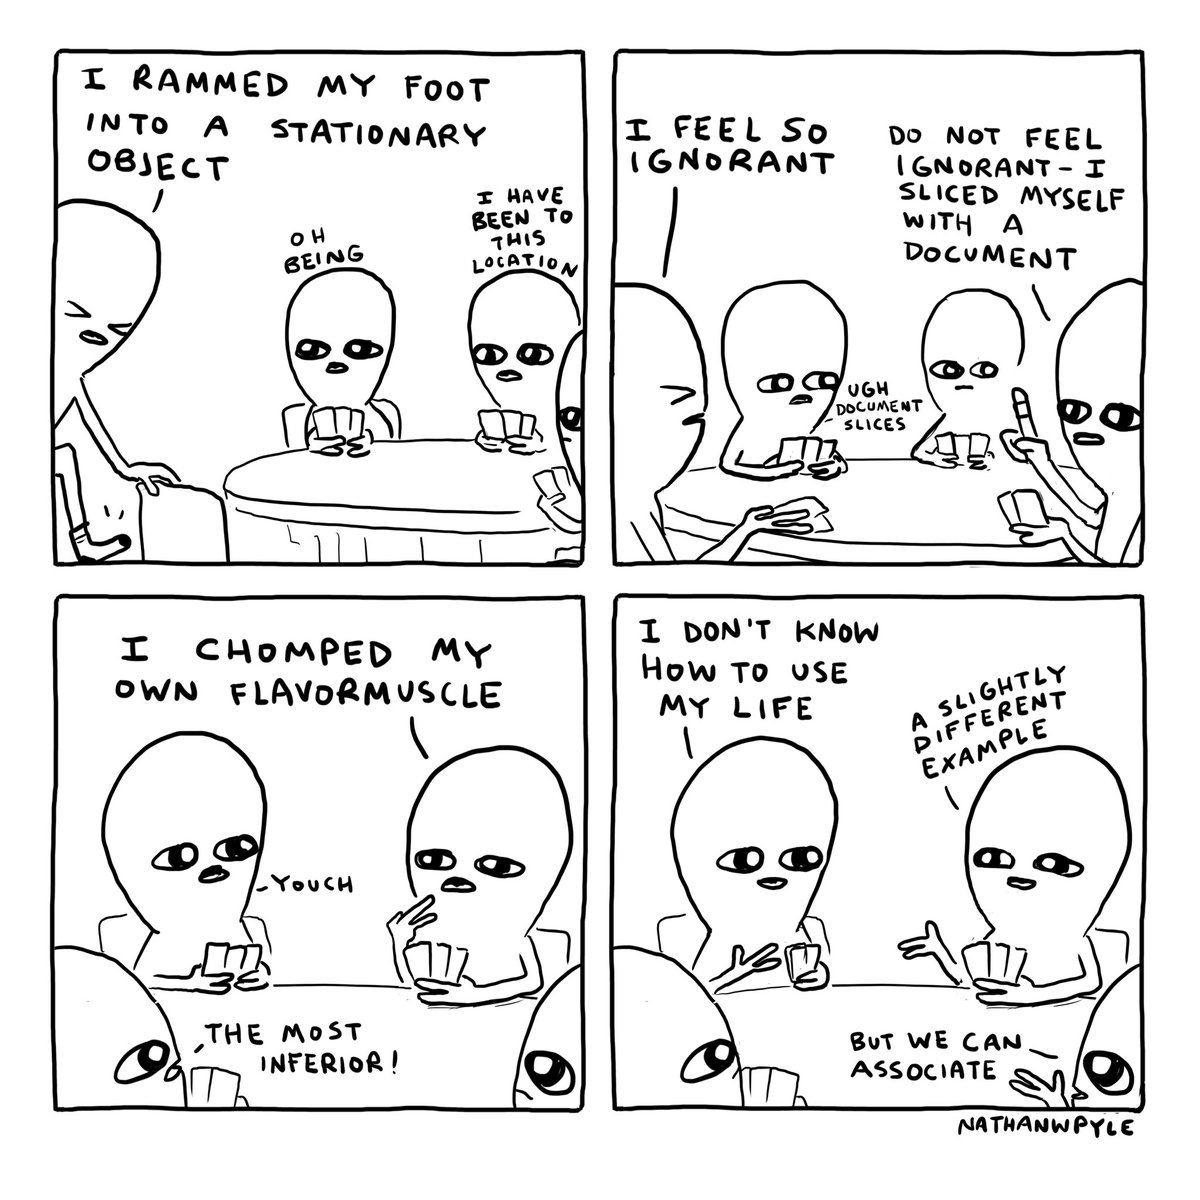 I RAMMED MY FOOT
INTO A STATIONARY
OBJECT
OH
BEING
I HAVE
BEEN TO
THIS
LOCATION
I FEEL SO
IGNORANT
DO NOT FEEL
IGNORANT - I
SLICED MYSELF
WITH A
DOCUMENT
UGH
DOCUMENT
SLICES
I CHOMPED MY
OWN FLAVORMUSCLE
YOUCH
THE MOST
INFERIOR!
I DON'T KNOW
HOW TO USE
MY LIFE
A SLIGHTLY
DIFFERENT
EXAMPLE
BUT WE CAN
ASSOCIATE
NATHANWPYLE